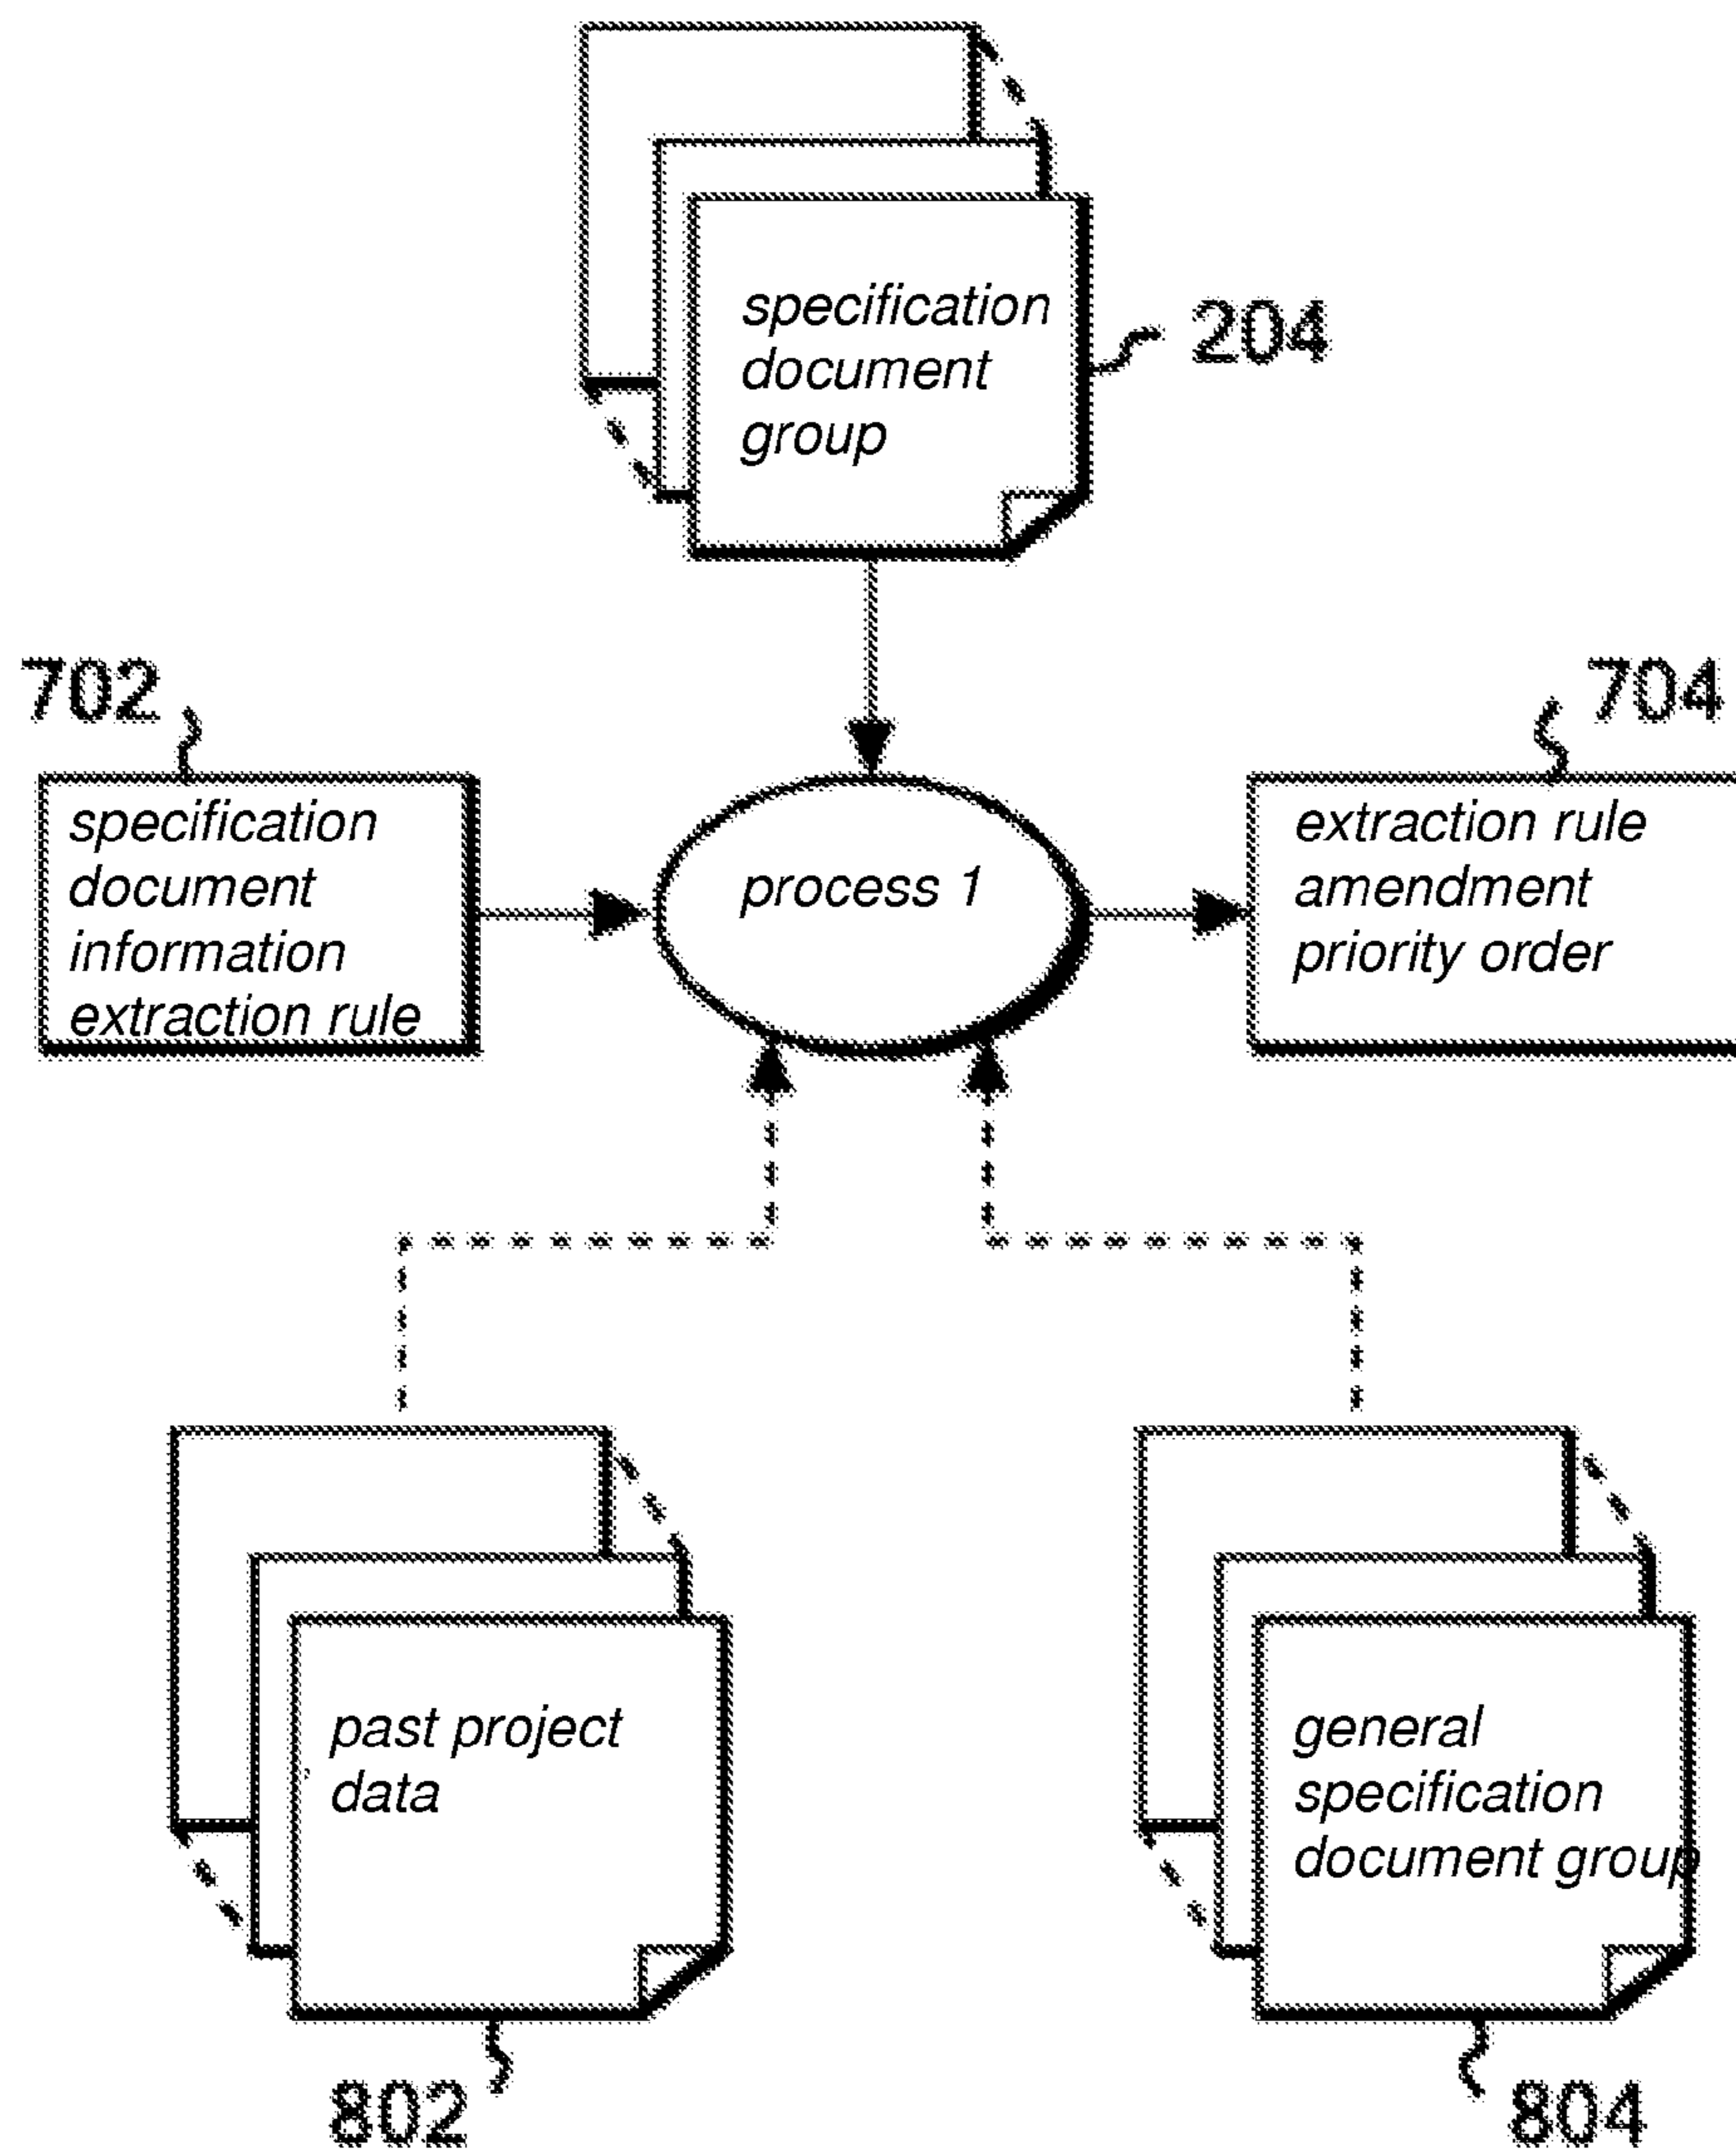 specification
document
group
204
702
704
specification
document
information
extraction rule
process 1
extraction rule
amendment
priority order
past project
data
general
specification
document group
802
804